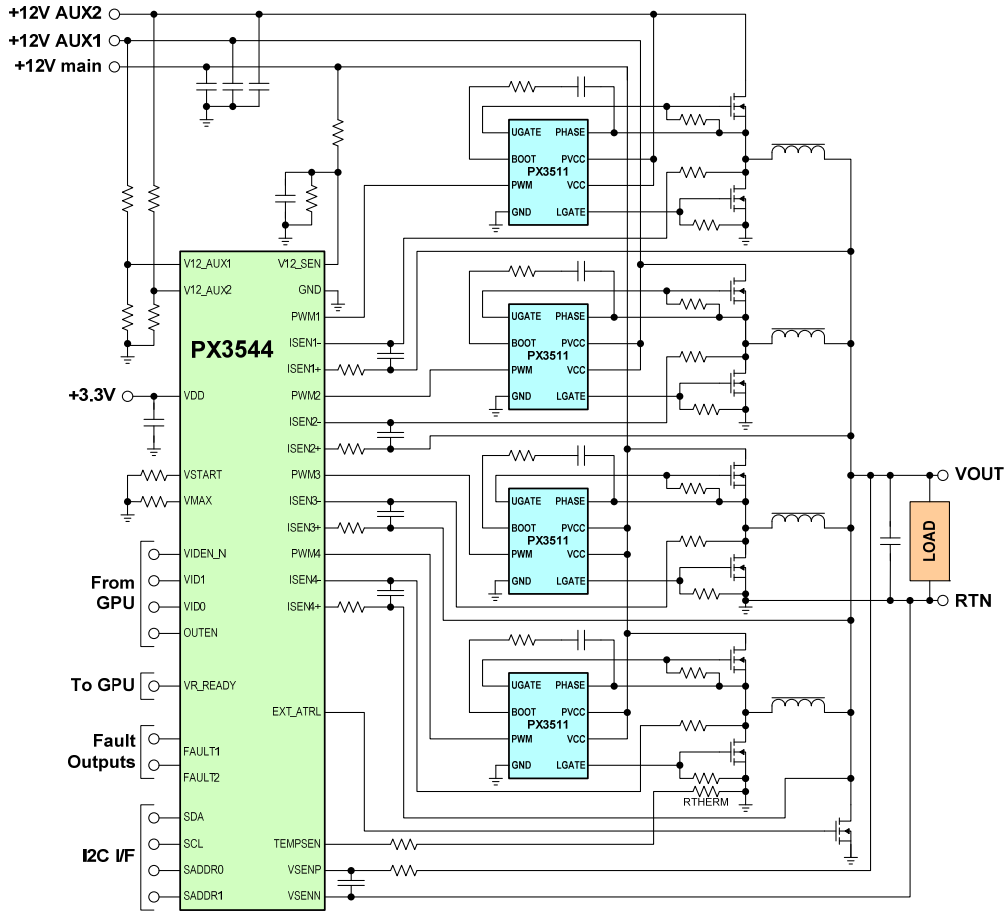 +12V AUX2
+12V AUX1
+12V main
UGATE PHASE
BOOT PVCC
PX3511
PWM VCC
GND LGATE
V12_AUX1 V12_SEN
V12_AUX2 GND
PWM1
PX3544
ISEN1-
ISEN1+
UGATE PHASE
BOOT PVCC
PX3511
PWM VCC
GND LGATE
+3.3V VDD
PWM2
ISEN2-
ISEN2+
VSTART
PWM3
VMAX
ISEN3-
ISEN3+
UGATE PHASE
BOOT PVCC
PX3511
PWM VCC
GND LGATE
VOUT
LOAD
RTN
From
GPU
VIDEN_N
VID1
VID0
OUTEN
PWM4
ISEN4-
ISEN4+
To GPU
VR_READY
EXT_ATRL
UGATE PHASE
BOOT PVCC
PX3511
PWM VCC
GND LGATE
RTHERM
Fault
Outputs
FAULT1
FAULT2
I2C I/F
SDA
SCL
SADDR0
SADDR1
TEMPSEN
VSENP
VSENN